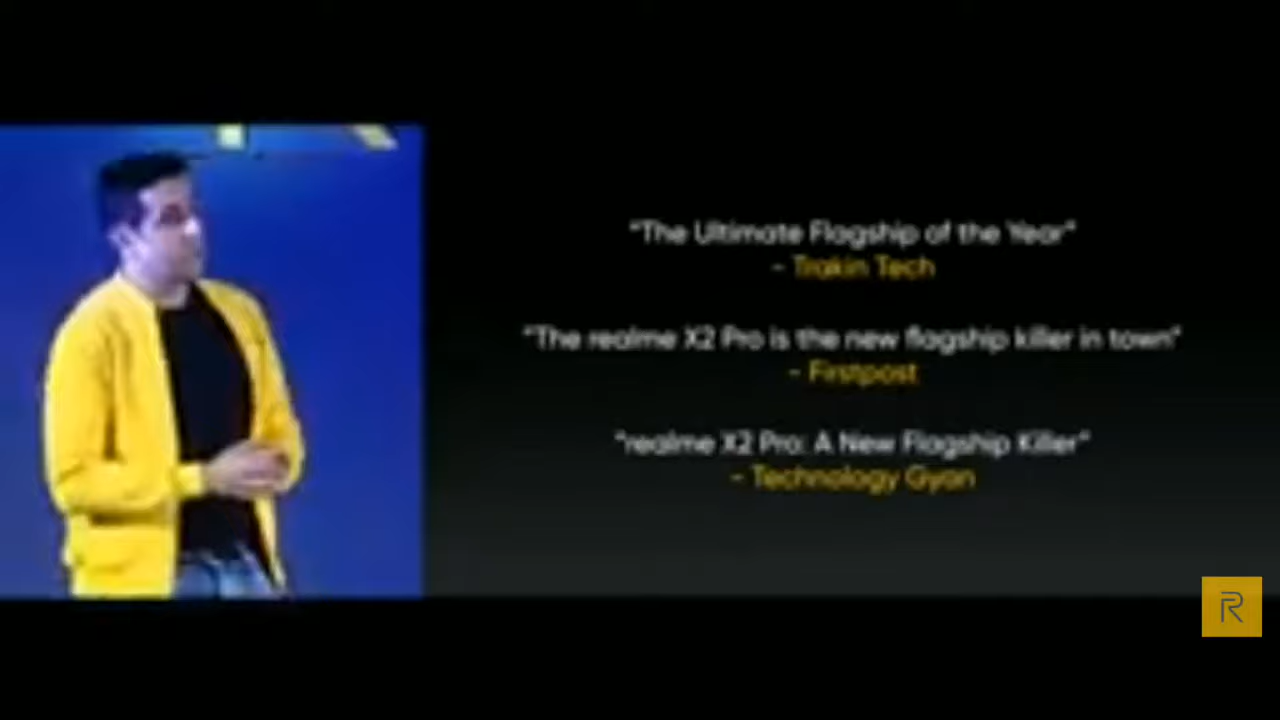 "The Ultimate Flagship of the Year"
- Trakin Tech
"The realme X2 Pro is the new flagship killer in town"
- Firstpost
"realme X2 Pro: A New Flagship Killer"
- Technology Gyan
R